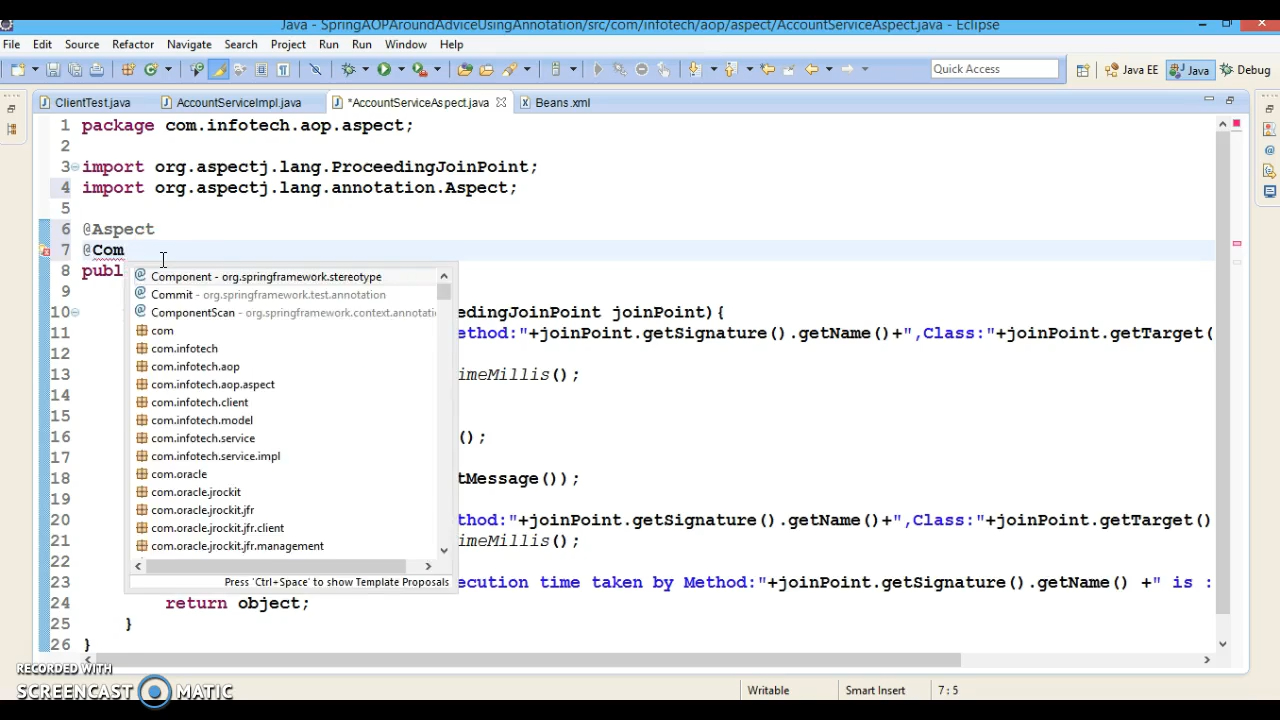 Java - SpringAOPAroundAdviceUsingAnnotation/src/com/infotech/aop/aspect/AccountServiceAspect.java - Eclipse
File Edit Source Refactor Navigate Search Project Run Run Window Help
Quick Access Java EE Java Debug
ClientTest.java AccountServiceImpl.java *AccountServiceAspect.java Beans.xml
1 package com.infotech.aop.aspect;
2
3 import org.aspectj.lang.ProceedingJoinPoint;
4 import org.aspectj.lang.annotation.Aspect;
5
6 @Aspect
7 @Com
8 publ
Component - org.springframework.stereotype
Commit - org.springframework.test.annotation
9
ComponentScan - org.springframework.context.annotatio
10 edingJoinPoint joinPoint){
com
11 ethod:"+joinPoint.getSignature().getName()+",Class:"+joinPoint.getTarget(
com.infotech
12
com.infotech.aop
13 imeMillis();
com.infotech.aop.aspect
14
com.infotech.client
15
com.infotech.model
16 ();
com.infotech.service
17
com.infotech.service.impl
18 tMessage());
com.oracle
19
com.oracle.jrockit
20 thod:"+joinPoint.getSignature().getName()+",Class:"+joinPoint.getTarget()
com.oracle.jrockit.jfr
21 imeMillis();
com.oracle.jrockit.jfr.client
22
com.oracle.jrockit.jfr.management
23 ecution time taken by Method:"+joinPoint.getSignature().getName() +" is :
Press 'Ctrl+Space' to show Template Proposals
24 return object;
25 }
26 }
RECORDED WITH
SCREENCAST MATIC
Writable Smart Insert 7 : 5